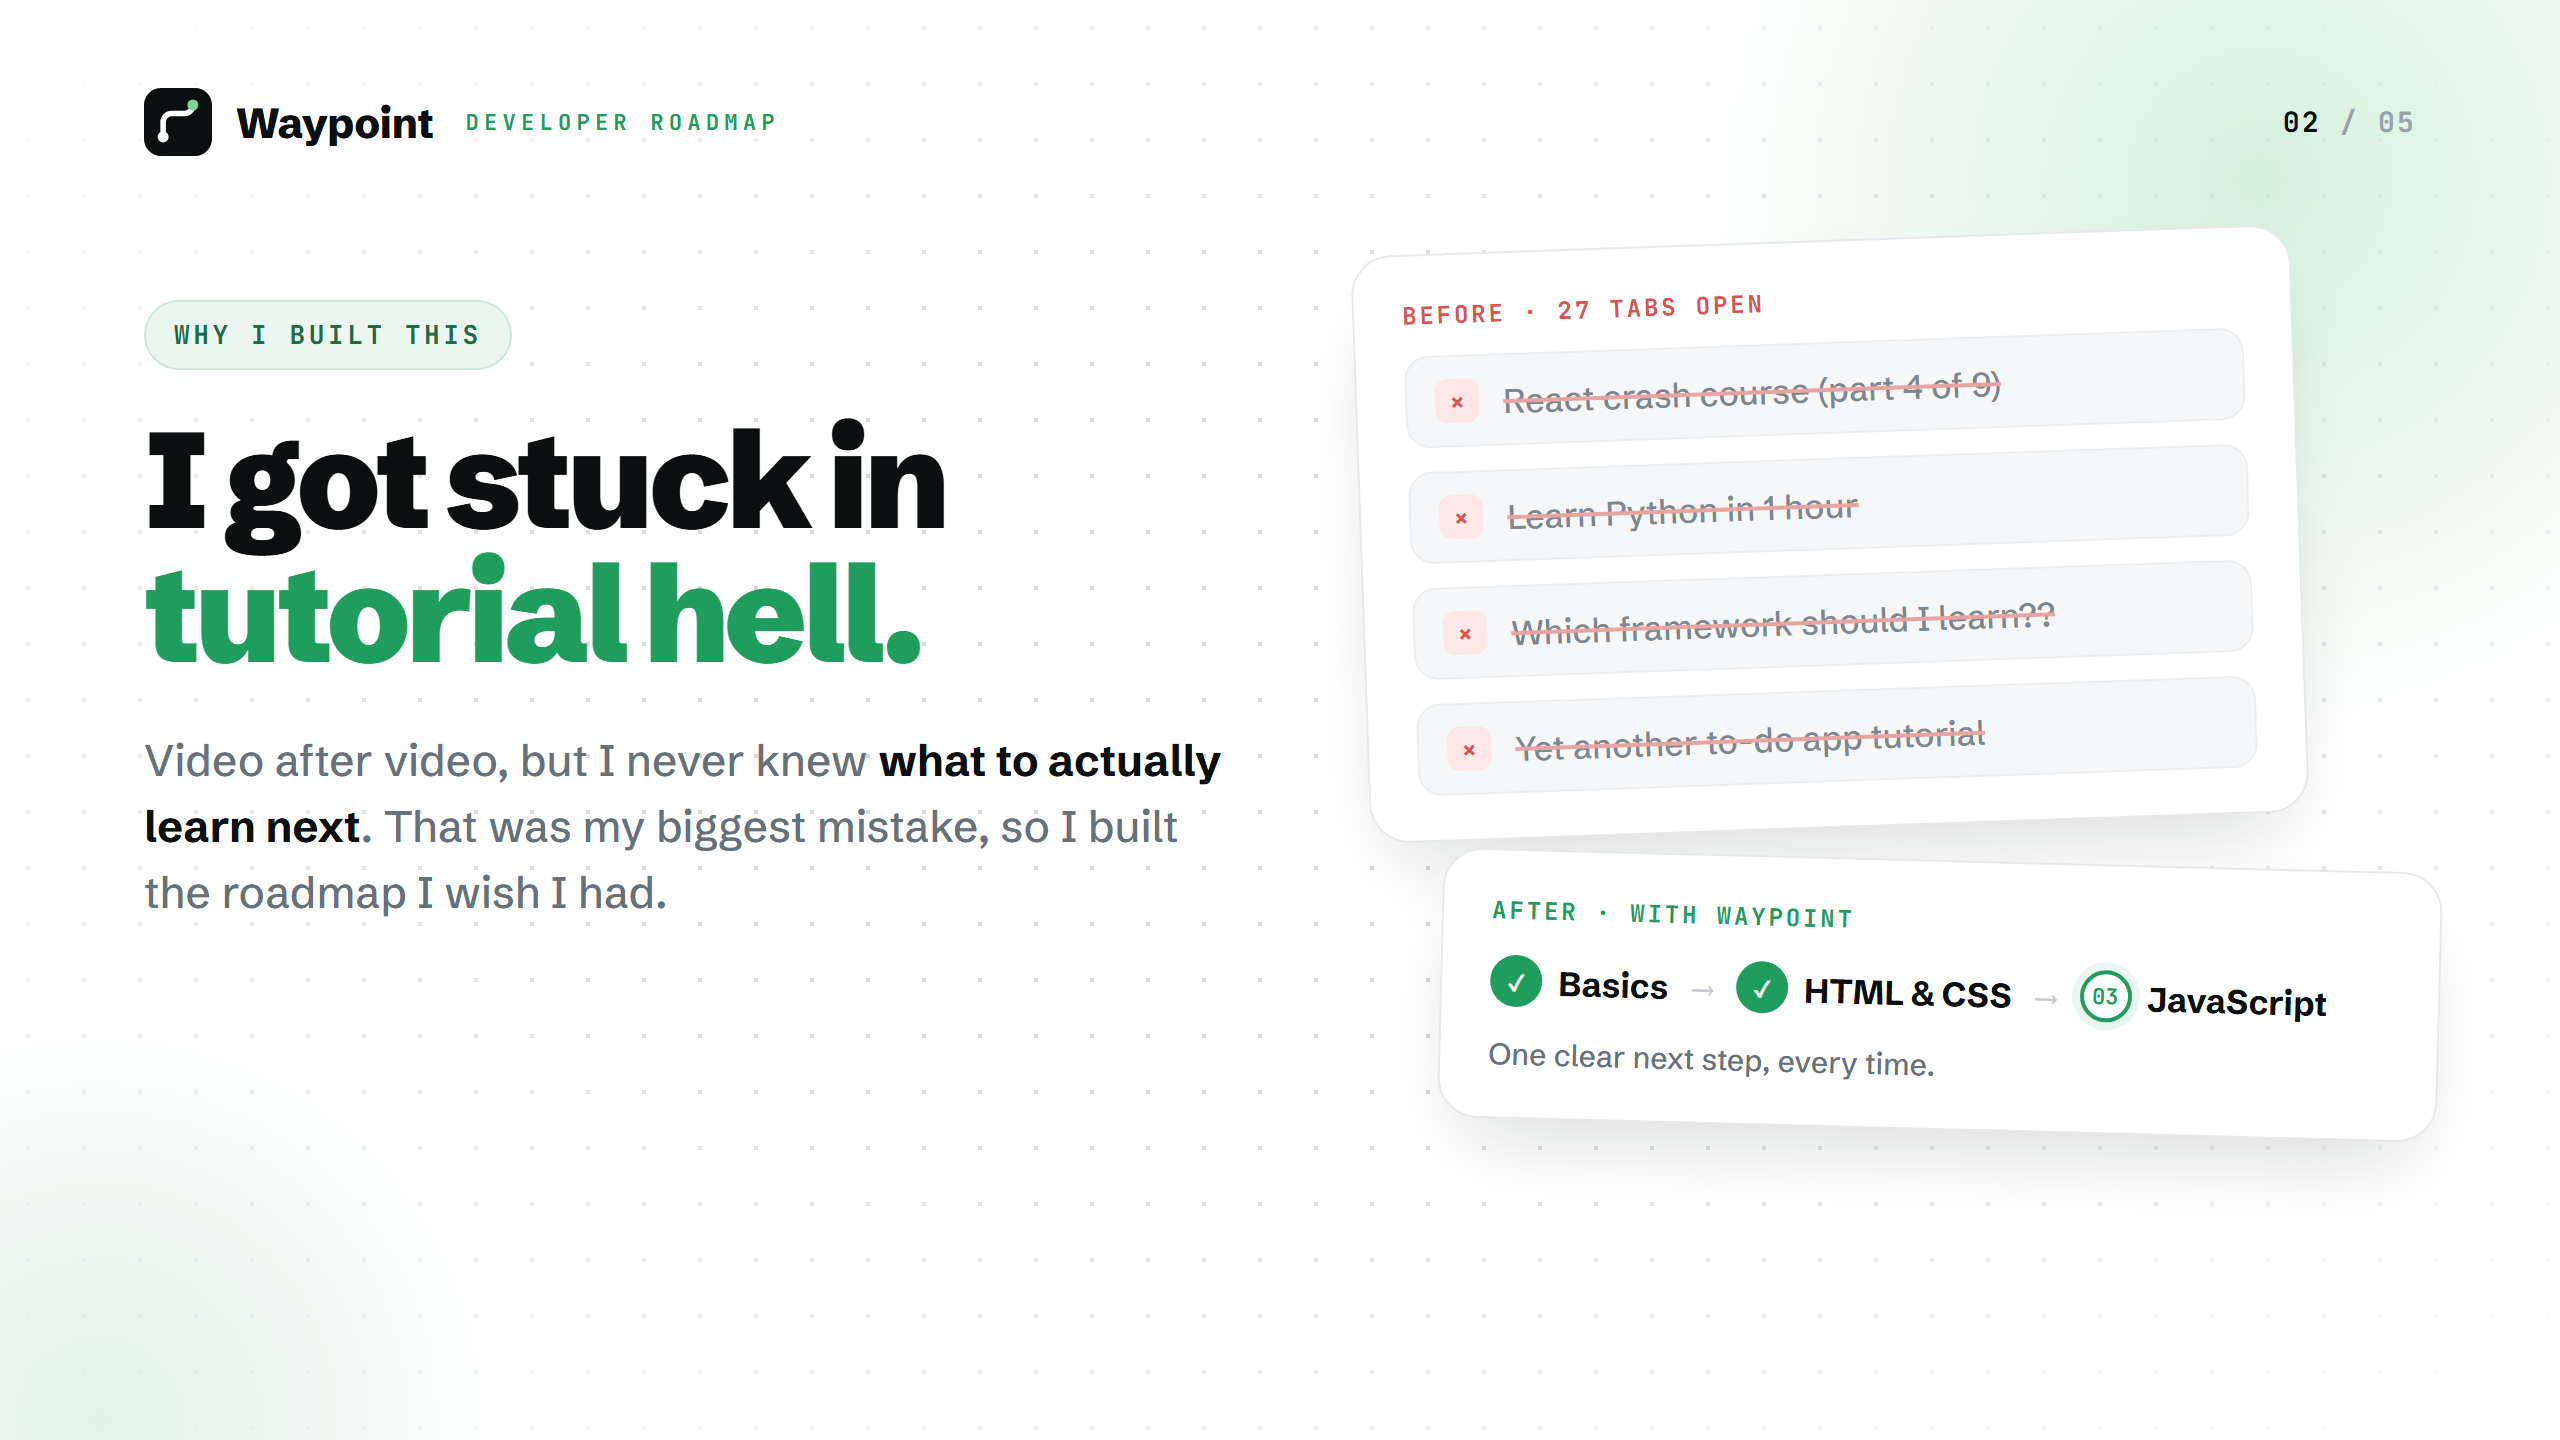 Waypoint DEVELOPER ROADMAP
02 / 05
WHY I BUILT THIS
I got stuck in
tutorial hell.
Video after video, but I never knew what to actually
learn next. That was my biggest mistake, so I built
the roadmap I wish I had.
BEFORE · 27 TABS OPEN
× React crash course (part 4 of 9)
× Learn Python in 1 hour
× Which framework should I learn??
× Yet another to-do app tutorial
AFTER · WITH WAYPOINT
✓ Basics → ✓ HTML & CSS → 03 JavaScript
One clear next step, every time.